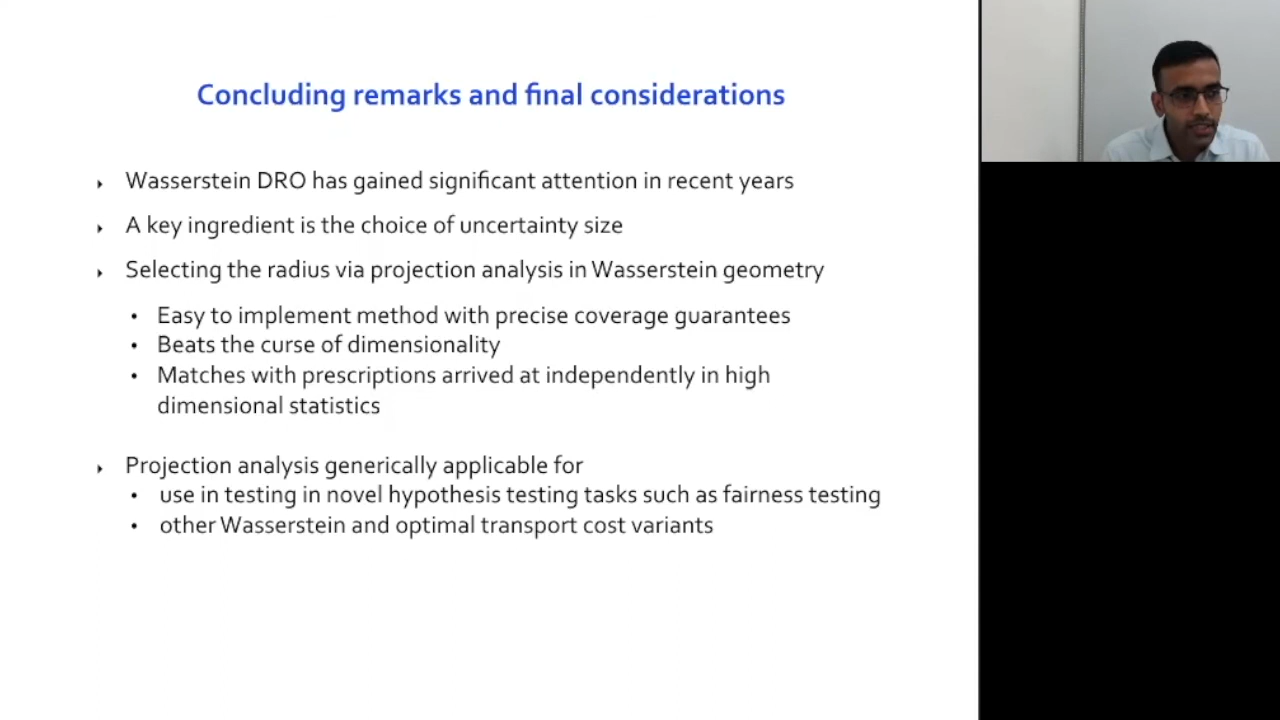 Concluding remarks and final considerations
Wasserstein DRO has gained significant attention in recent years
A key ingredient is the choice of uncertainty size
Selecting the radius via projection analysis in Wasserstein geometry
Easy to implement method with precise coverage guarantees
Beats the curse of dimensionality
Matches with prescriptions arrived at independently in high
dimensional statistics
Projection analysis generically applicable for
use in testing in novel hypothesis testing tasks such as fairness testing
other Wasserstein and optimal transport cost variants